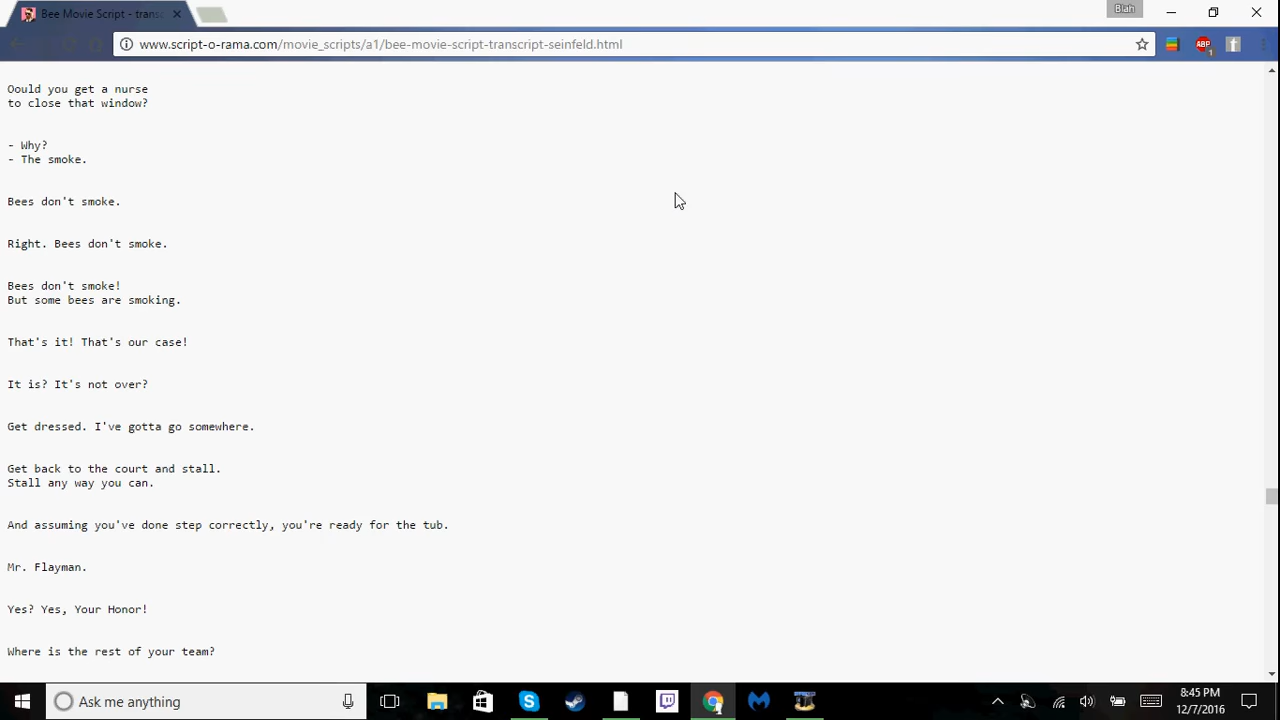 Bee Movie Script - transc
Blah
www.script-o-rama.com/movie_scripts/a1/bee-movie-script-transcript-seinfeld.html
ABP
1
Oould you get a nurse
to close that window?
- Why?
- The smoke.
Bees don't smoke.
Right. Bees don't smoke.
Bees don't smoke!
But some bees are smoking.
That's it! That's our case!
It is? It's not over?
Get dressed. I've gotta go somewhere.
Get back to the court and stall.
Stall any way you can.
And assuming you've done step correctly, you're ready for the tub.
Mr. Flayman.
Yes? Yes, Your Honor!
Where is the rest of your team?
Ask me anything
8:45 PM
12/7/2016